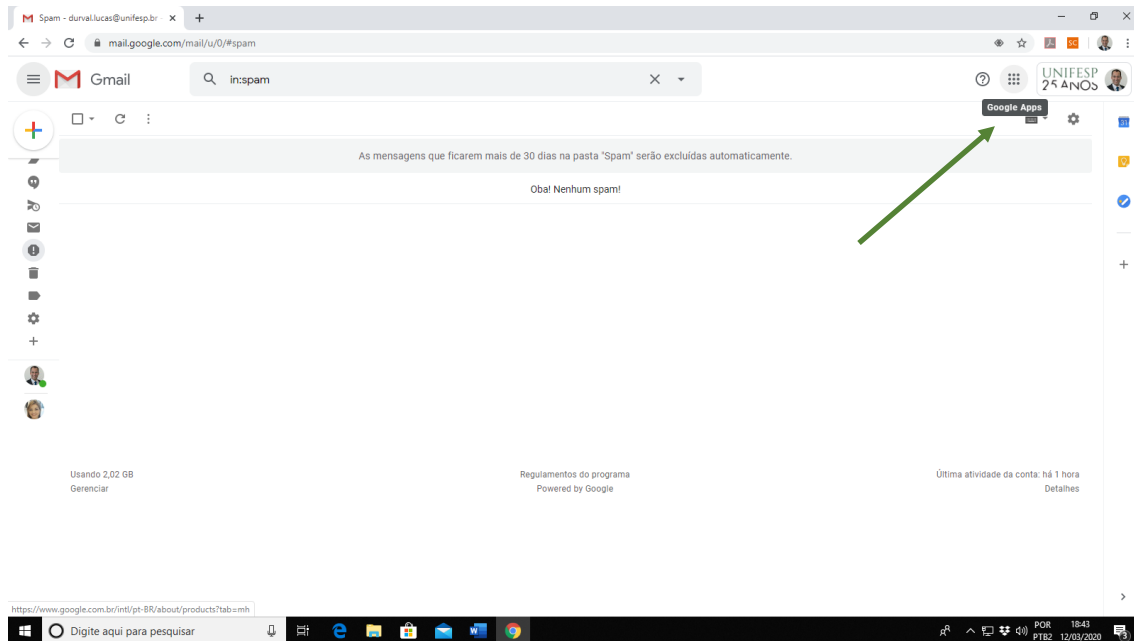 Spam - durval.lucas@unifesp.br
mail.google.com/mail/u/0/#spam
SC
Gmail
in:spam
UNIFESP
25 ANOS
Google Apps
31
As mensagens que ficarem mais de 30 dias na pasta "Spam" serão excluídas automaticamente.
Oba! Nenhum spam!
Usando 2,02 GB
Gerenciar
Regulamentos do programa
Powered by Google
Última atividade da conta: há 1 hora
Detalhes
https://www.google.com.br/intl/pt-BR/about/products?tab=mh
Digite aqui para pesquisar
POR
PTB2
18:43
12/03/2020
3